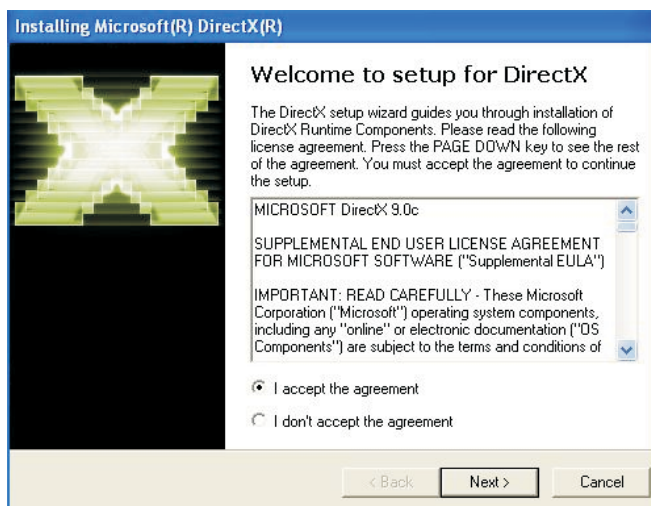 Installing Microsoft(R) DirectX(R)
Welcome to setup for DirectX
The DirectX setup wizard guides you through installation of
DirectX Runtime Components. Please read the following
license agreement. Press the PAGE DOWN key to see the rest
of the agreement. You must accept the agreement to continue
the setup.
MICROSOFT DirectX 9.0c
SUPPLEMENTAL END USER LICENSE AGREEMENT
FOR MICROSOFT SOFTWARE ("Supplemental EULA")
IMPORTANT: READ CAREFULLY - These Microsoft
Corporation ("Microsoft") operating system components,
including any "online" or electronic documentation ("OS
Components") are subject to the terms and conditions of
I accept the agreement
I don't accept the agreement
< Back
Next >
Cancel